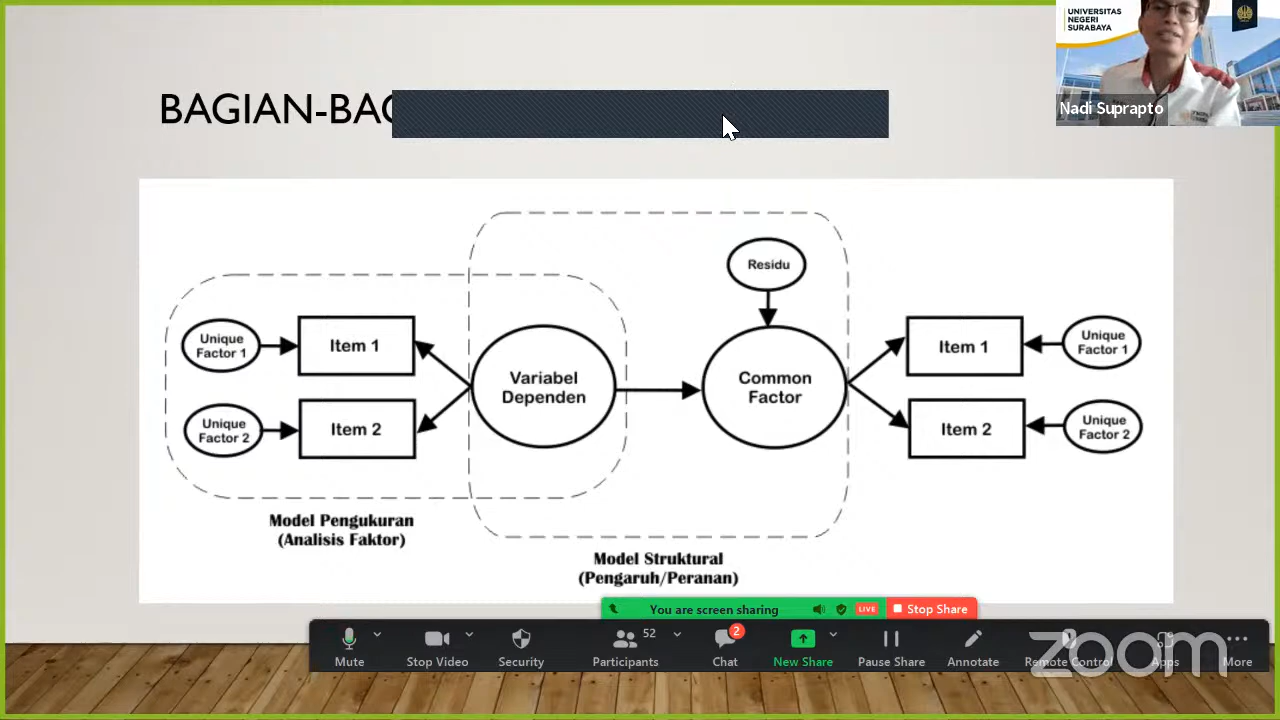 UNIVERSITAS
NEGERI
SURABAYA
Nadi Suprapto
BAGIAN-BAG
Residu
Unique
Factor 1
Item 1
Variabel
Dependen
Common
Factor
Item 1
Unique
Factor 1
Unique
Factor 2
Item 2
Item 2
Unique
Factor 2
Model Pengukuran
(Analisis Faktor)
Model Struktural
(Pengaruh/Peranan)
You are screen sharing
LIVE
Stop Share
Mute
Stop Video
Security
Participants
52
Chat
2
New Share
Pause Share
Annotate
Remote Control
Apps
More
zoom